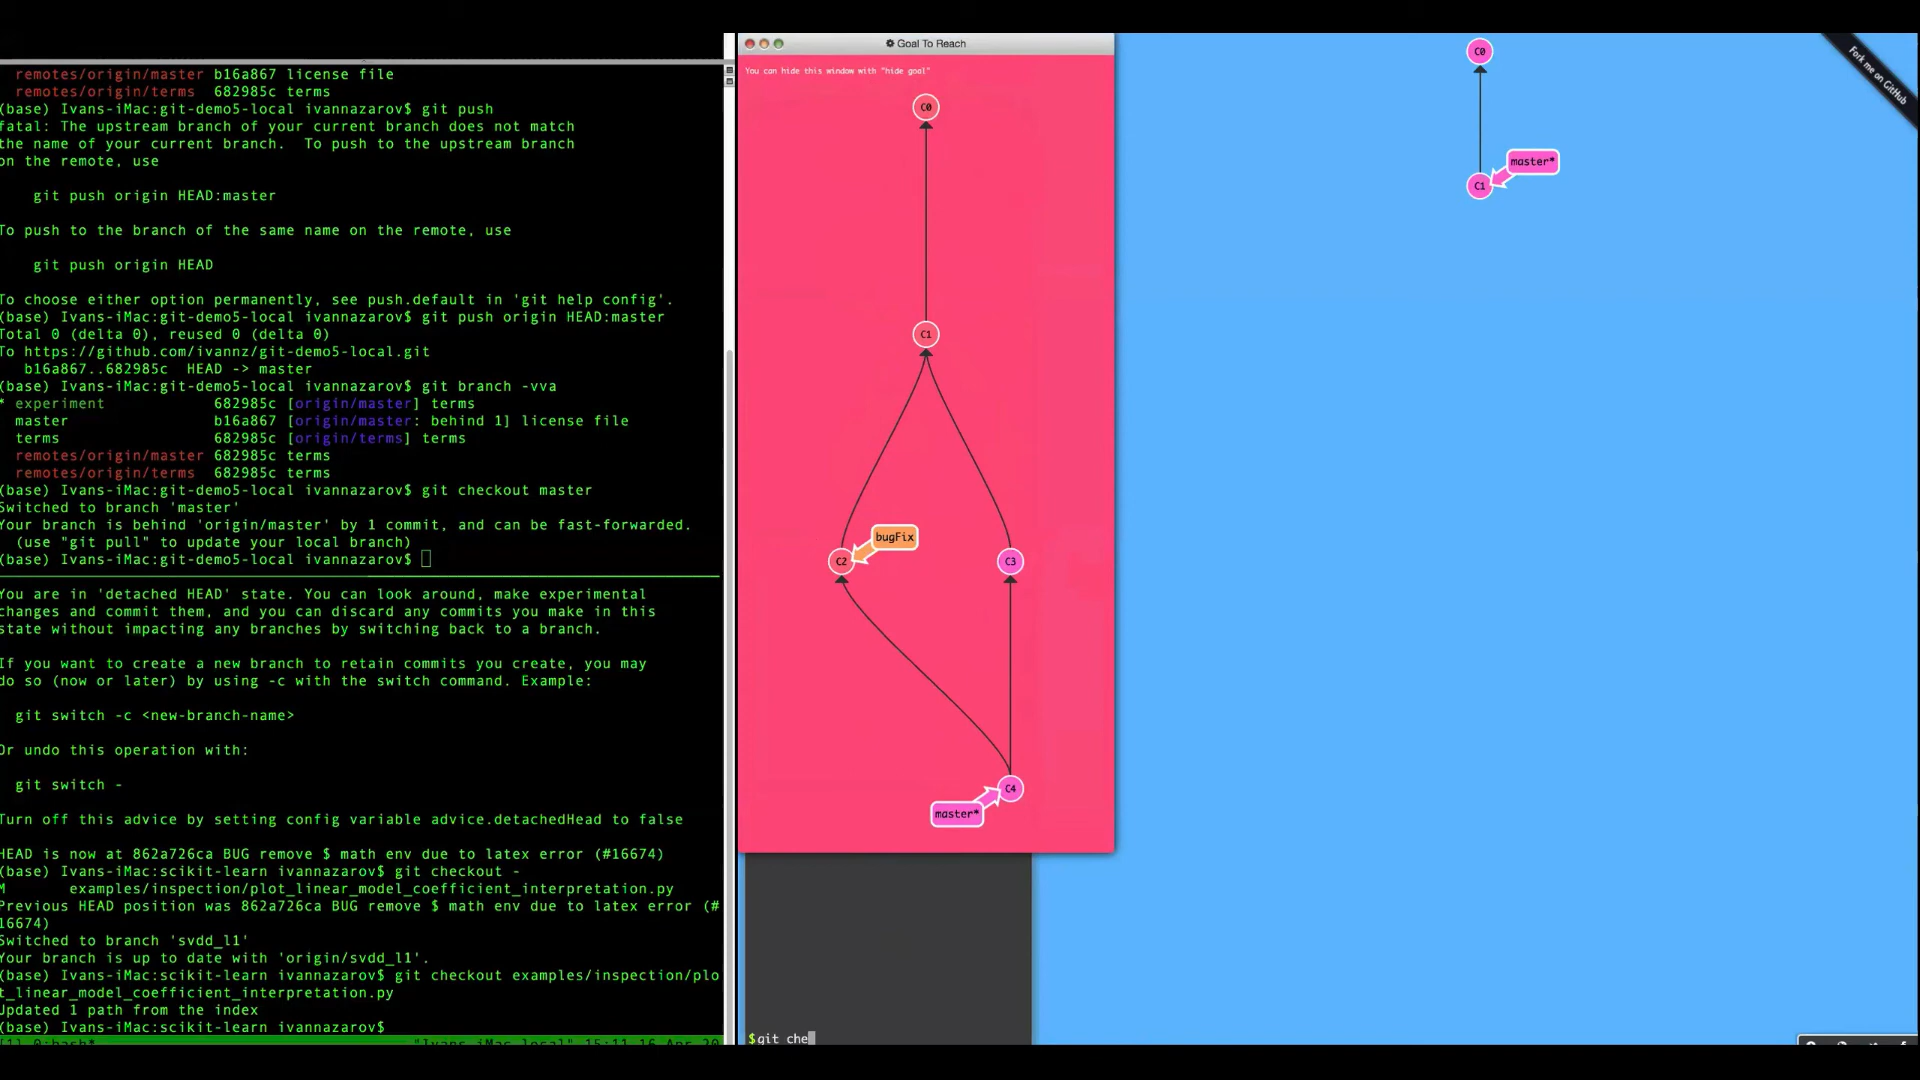 remotes/origin/master b16a867 license file
remotes/origin/terms 682985c terms
(base) Ivans-iMac:git-demo5-local ivannazarov$ git push
fatal: The upstream branch of your current branch does not match
the name of your current branch.  To push to the upstream branch
on the remote, use
git push origin HEAD:master
To push to the branch of the same name on the remote, use
git push origin HEAD
To choose either option permanently, see push.default in 'git help config'.
(base) Ivans-iMac:git-demo5-local ivannazarov$ git push origin HEAD:master
Total 0 (delta 0), reused 0 (delta 0)
To https://github.com/ivannz/git-demo5-local.git
b16a867..682985c  HEAD -> master
(base) Ivans-iMac:git-demo5-local ivannazarov$ git branch -vva
* experiment            682985c [origin/master] terms
master                b16a867 [origin/master: behind 1] license file
terms                 682985c [origin/terms] terms
remotes/origin/master 682985c terms
remotes/origin/terms  682985c terms
(base) Ivans-iMac:git-demo5-local ivannazarov$ git checkout master
Switched to branch 'master'
Your branch is behind 'origin/master' by 1 commit, and can be fast-forwarded.
(use "git pull" to update your local branch)
(base) Ivans-iMac:git-demo5-local ivannazarov$
You are in 'detached HEAD' state. You can look around, make experimental
changes and commit them, and you can discard any commits you make in this
state without impacting any branches by switching back to a branch.
If you want to create a new branch to retain commits you create, you may
do so (now or later) by using -c with the switch command. Example:
git switch -c <new-branch-name>
Or undo this operation with:
git switch -
Turn off this advice by setting config variable advice.detachedHead to false
HEAD is now at 862a726ca BUG remove $ math env due to latex error (#16674)
(base) Ivans-iMac:scikit-learn ivannazarov$ git checkout -
M       examples/inspection/plot_linear_model_coefficient_interpretation.py
Previous HEAD position was 862a726ca BUG remove $ math env due to latex error (#
16674)
Switched to branch 'svdd_l1'
Your branch is up to date with 'origin/svdd_l1'.
(base) Ivans-iMac:scikit-learn ivannazarov$ git checkout examples/inspection/plo
t_linear_model_coefficient_interpretation.py
Updated 1 path from the index
(base) Ivans-iMac:scikit-learn ivannazarov$
Goal To Reach
You can hide this window with "hide goal"
C0
C1
bugFix
C2
C3
C4
master*
$git che
C0
master*
C1
Fork me on GitHub